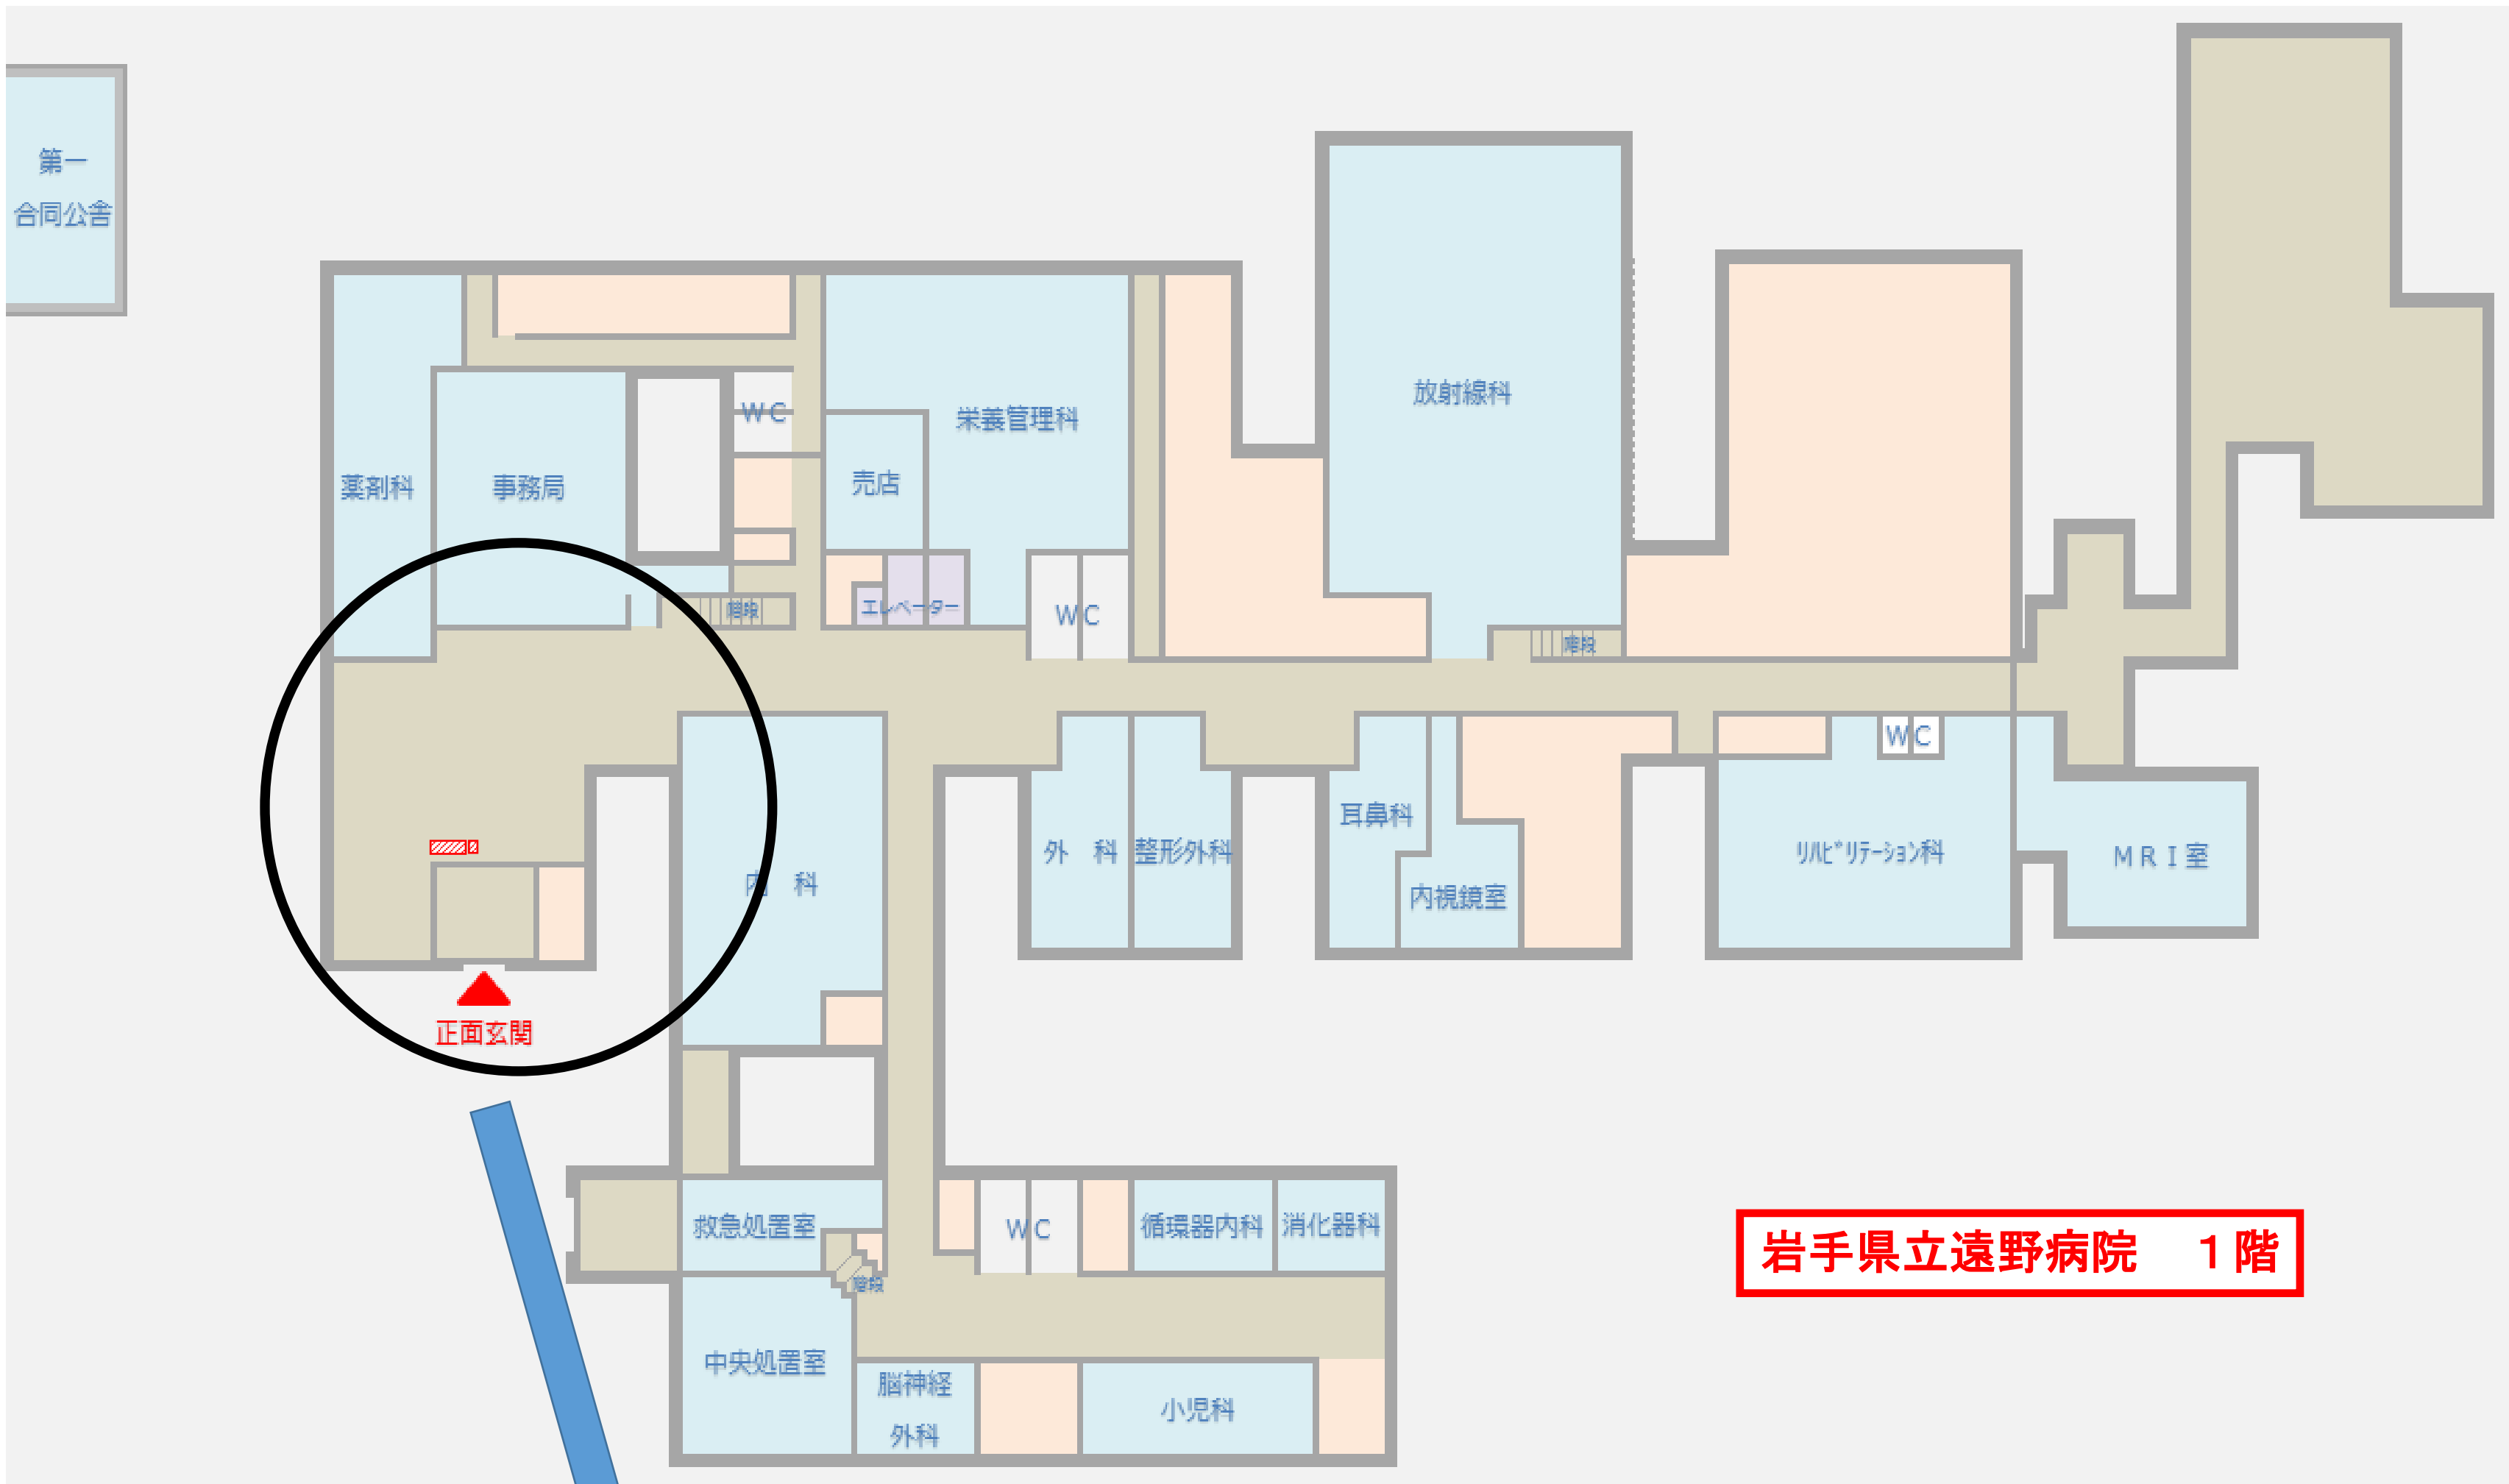 第一
合同公舎
放射線科
WC
栄養管理科
売店
薬剤科
事務局
エレベーター
階段
WC
階段
WC
耳鼻科
外　科
整形外科
リハビリテーション科
ＭＲＩ室
内　科
内視鏡室
正面玄関
救急処置室
WC
循環器内科
消化器科
岩手県立遠野病院　１階
階段
中央処置室
脳神経
外科
小児科